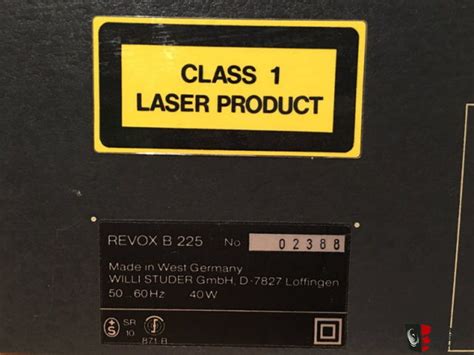 CLASS 1
LASER PRODUCT
REVOX B 225 No 02388
Made in West Germany
WILLI STUDER GmbH, D-7827 Löffingen
50...60Hz 40W
SR
10
871.B